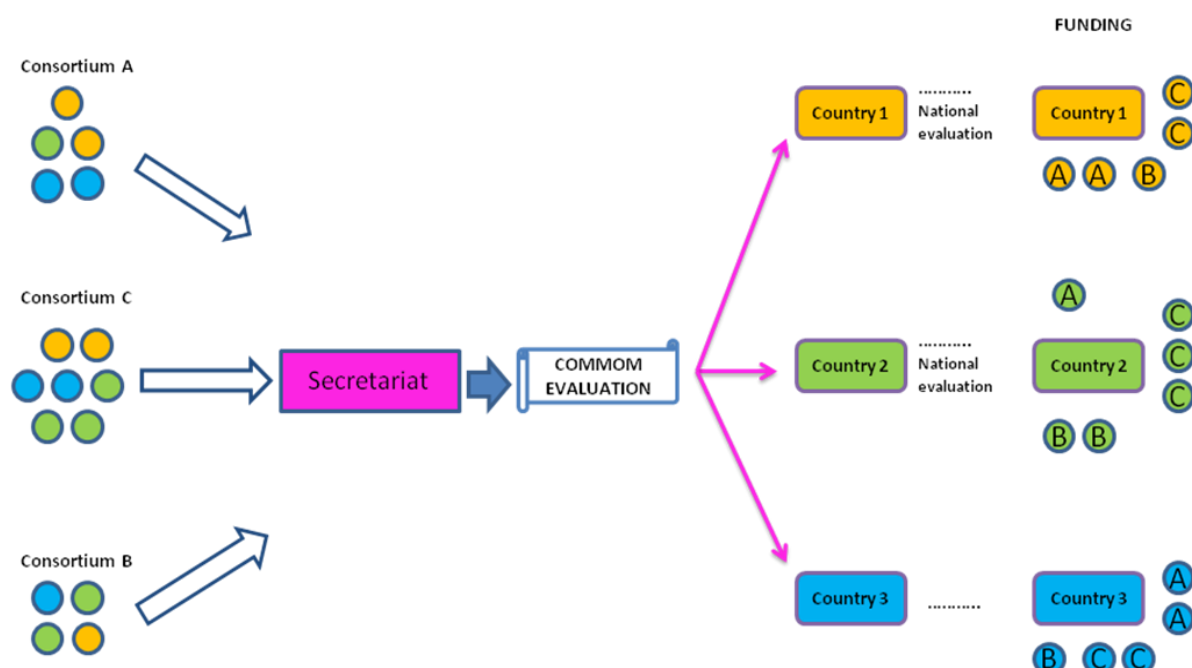 FUNDING
Consortium A
Country 1
...........
National
evaluation
Country 1
C
C
A A B
Consortium C
Secretariat
COMMOM
EVALUATION
A
Country 2
...........
National
evaluation
Country 2
C
C
C
B B
Consortium B
Country 3
...........
Country 3
A
A
B C C